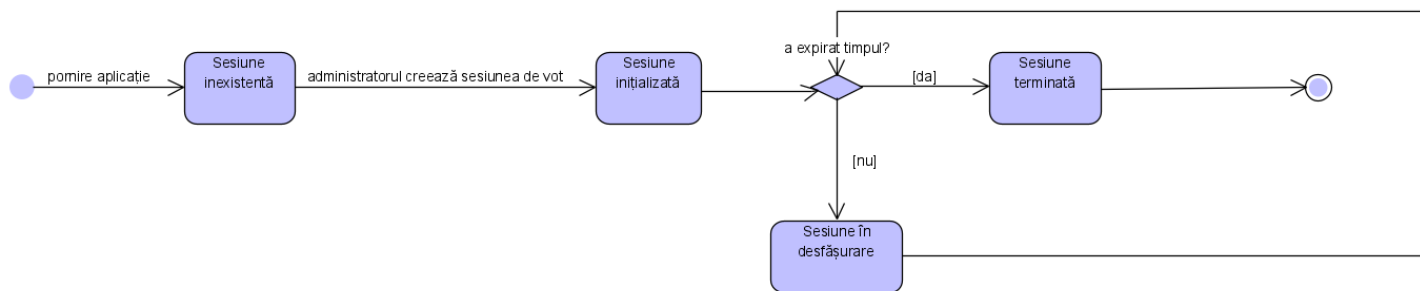 pornire aplicație
Sesiune
inexistentă
administratorul creează sesiunea de vot
Sesiune
inițializată
a expirat timpul?
[da]
Sesiune
terminată
[nu]
Sesiune în
desfășurare